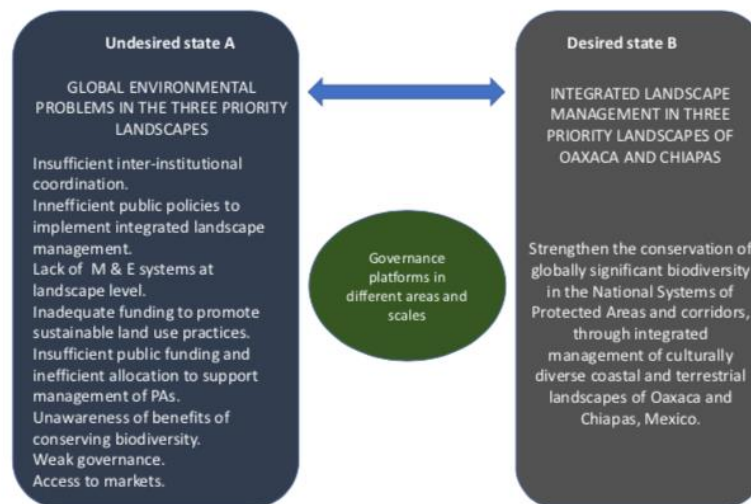 Undesired state A
GLOBAL ENVIRONMENTAL
PROBLEMS IN THE THREE PRIORITY
LANDSCAPES
Insufficient inter-institutional
coordination.
Innefficient public policies to
implement integrated landscape
management.
Lack of M & E systems at
landscape level.
Inadequate funding to promote
sustainable land use practices.
Insufficient public funding and
inefficient allocation to support
management of PAs.
Unawareness of benefits of
conserving biodiversity.
Weak governance.
Access to markets.
Governance
platforms in
different areas and
scales
Desired state B
INTEGRATED LANDSCAPE
MANAGEMENT IN THREE
PRIORITY LANDSCAPES OF
OAXACA AND CHIAPAS
Strengthen the conservation of
globally significant biodiversity
in the National Systems of
Protected Areas and corridors,
through integrated
management of culturally
diverse coastal and terrestrial
landscapes of Oaxaca and
Chiapas, Mexico.